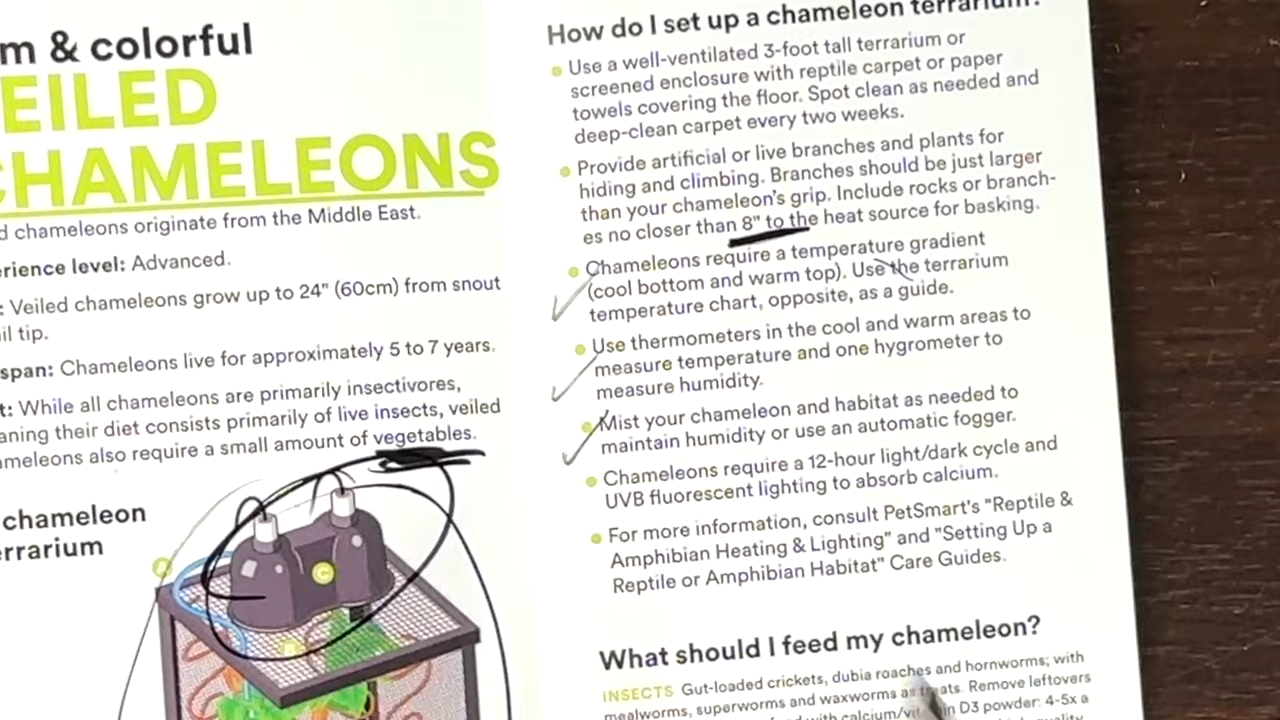 m & colorful
EILED
CHAMELEONS
d chameleons originate from the Middle East.
erience level: Advanced.
: Veiled chameleons grow up to 24" (60cm) from snout
il tip.
span: Chameleons live for approximately 5 to 7 years.
t: While all chameleons are primarily insectivores,
aning their diet consists primarily of live insects, veiled
ameleons also require a small amount of vegetables.
chameleon
errarium
C
How do I set up a chameleon terrarium?
Use a well-ventilated 3-foot tall terrarium or
screened enclosure with reptile carpet or paper
towels covering the floor. Spot clean as needed and
deep-clean carpet every two weeks.
Provide artificial or live branches and plants for
hiding and climbing. Branches should be just larger
than your chameleon's grip. Include rocks or branch-
es no closer than 8" to the heat source for basking.
Chameleons require a temperature gradient
(cool bottom and warm top). Use the terrarium
temperature chart, opposite, as a guide.
Use thermometers in the cool and warm areas to
measure temperature and one hygrometer to
measure humidity.
Mist your chameleon and habitat as needed to
maintain humidity or use an automatic fogger.
Chameleons require a 12-hour light/dark cycle and
UVB fluorescent lighting to absorb calcium.
For more information, consult PetSmart's "Reptile &
Amphibian Heating & Lighting" and "Setting Up a
Reptile or Amphibian Habitat" Care Guides.
What should I feed my chameleon?
INSECTS Gut-loaded crickets, dubia roaches and hornworms; with
mealworms, superworms and waxworms as treats. Remove leftovers
with calcium/vit in D3 powder: 4-5x a